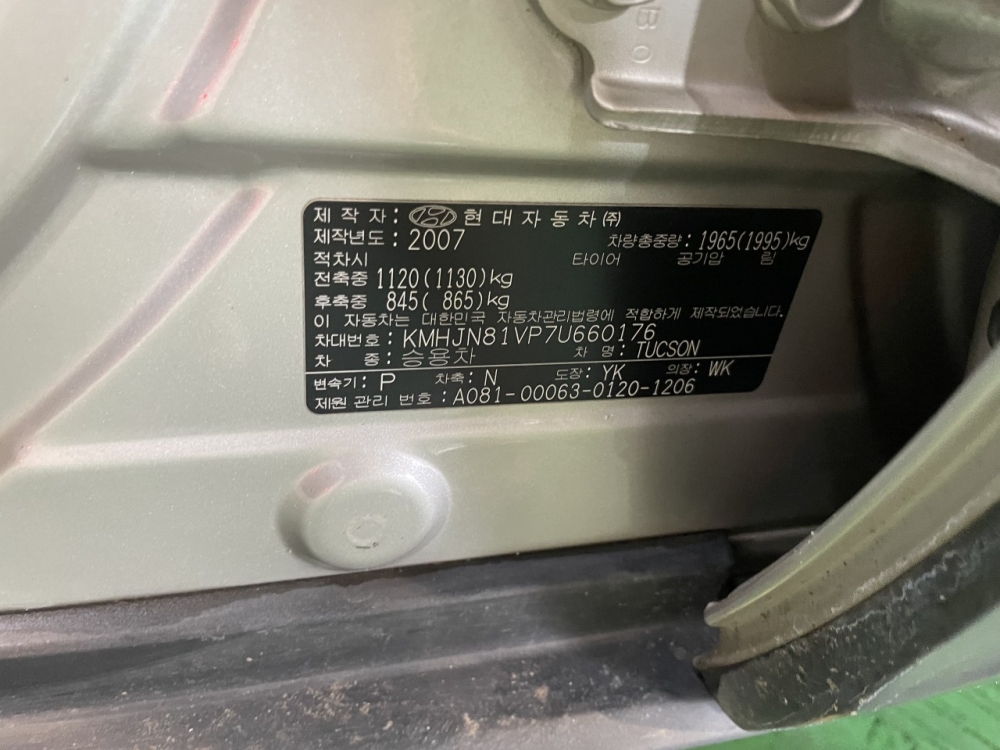 BO
제 작 자 : 현 대 자 동 차 ㈜
제작년도 : 2007 차량총중량 : 1965(1995)kg
적차시 타이어 공기압 림
전축중 1120(1130)kg
후축중 845( 865)kg
이 자동차는 대한민국 자동차관리법령에 적합하게 제작되었습니다.
차대번호 : KMHJN81VP7U660176
차 종 : 승용차 차 명 : TUCSON
변속기 : P 차축 : N 도장 : YK 의장 : WK
제원 관리 번호 : A081-00063-0120-1206